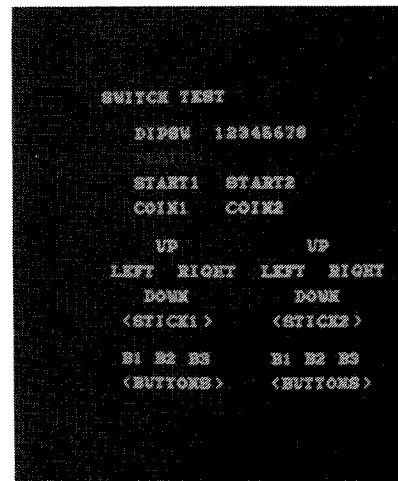 SWITCH TEST
DIPSW 12345678
START1 START2
COIN1 COIN2
UP UP
LEFT RIGHT LEFT RIGHT
DOWN DOWN
<STICK1> <STICK2>
B1 B2 B3 B1 B2 B3
<BUTTONS> <BUTTONS>